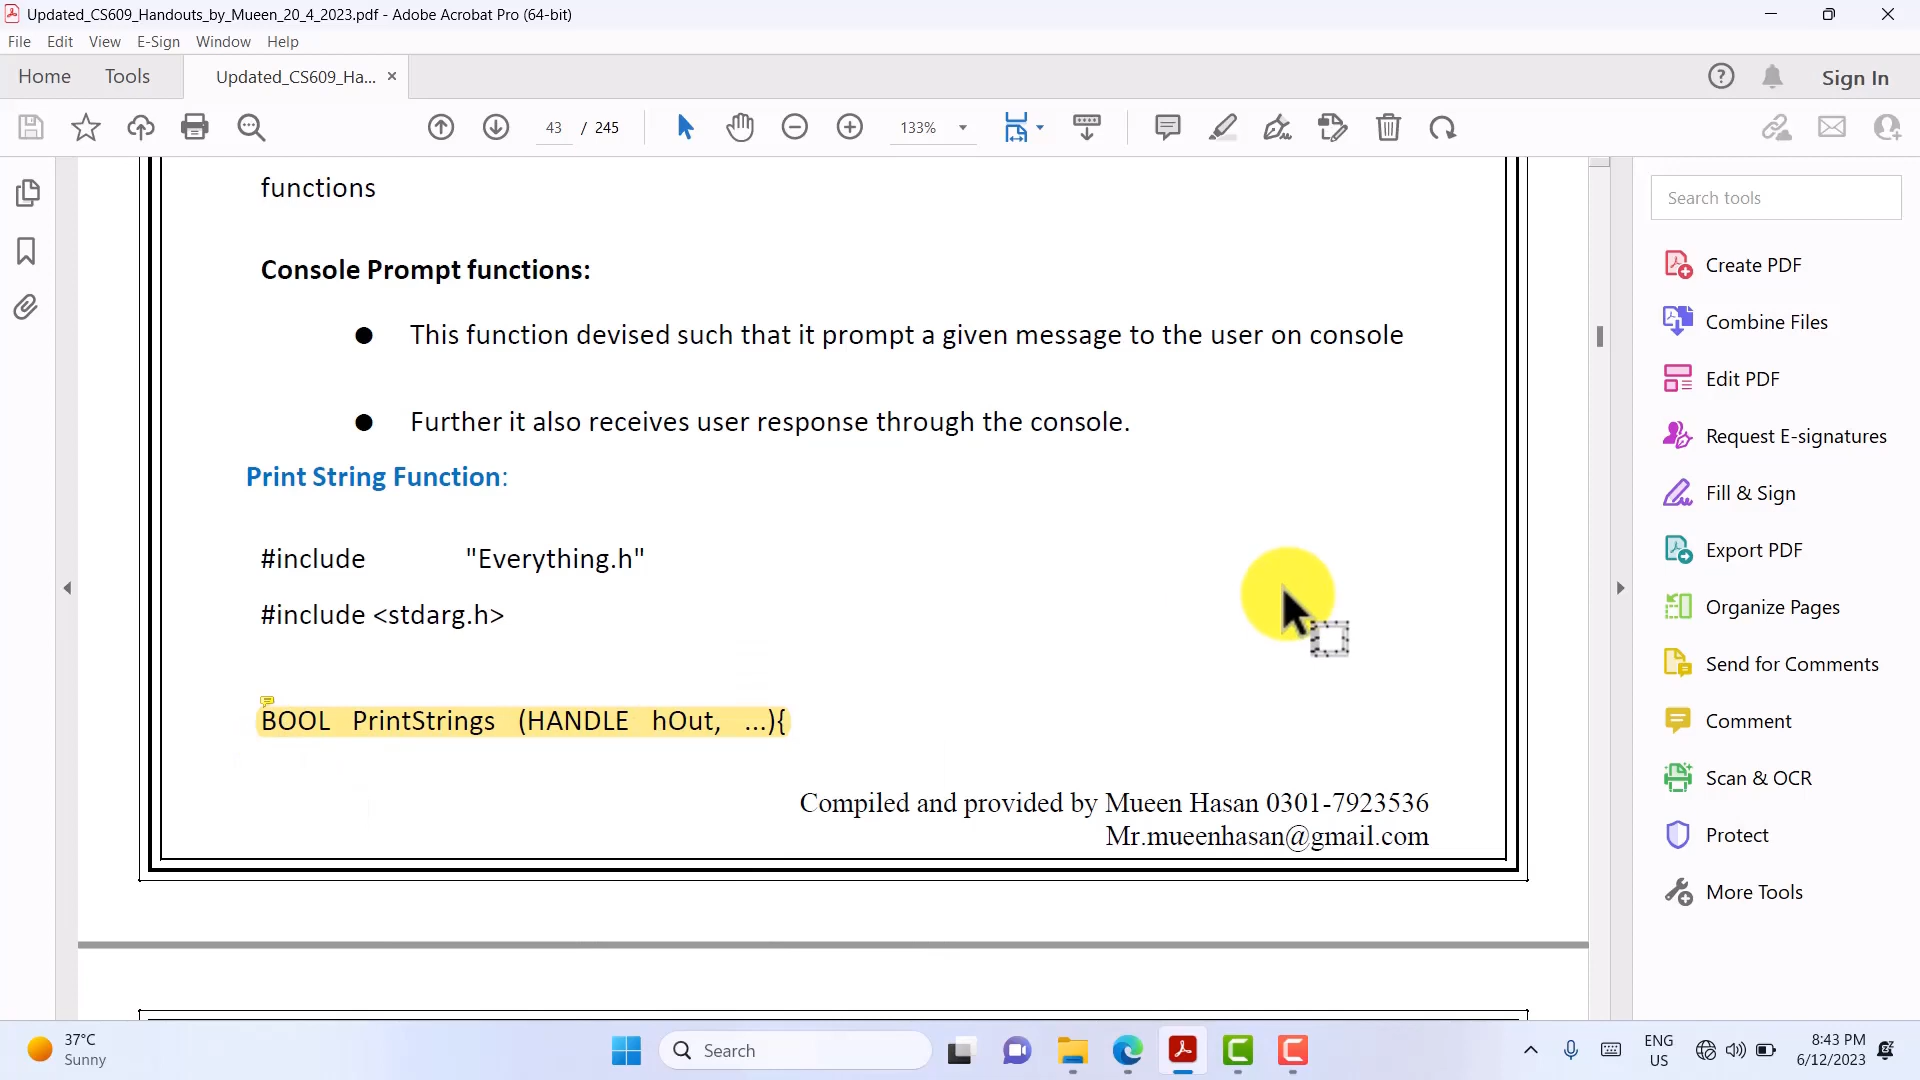 Updated_CS609_Handouts_by_Mueen_20_4_2023.pdf - Adobe Acrobat Pro (64-bit)
File Edit View E-Sign Window Help
Home Tools Updated_CS609_Ha... × Sign In
43 / 245 133%
functions
Console Prompt functions:
● This function devised such that it prompt a given message to the user on console
● Further it also receives user response through the console.
Print String Function:
#include "Everything.h"
#include <stdarg.h>
BOOL PrintStrings (HANDLE hOut, ...){
Compiled and provided by Mueen Hasan 0301-7923536
Mr.mueenhasan@gmail.com
Search tools
Create PDF
Combine Files
Edit PDF
Request E-signatures
Fill & Sign
Export PDF
Organize Pages
Send for Comments
Comment
Scan & OCR
Protect
More Tools
37°C
Sunny
Search
ENG
US
8:43 PM
6/12/2023